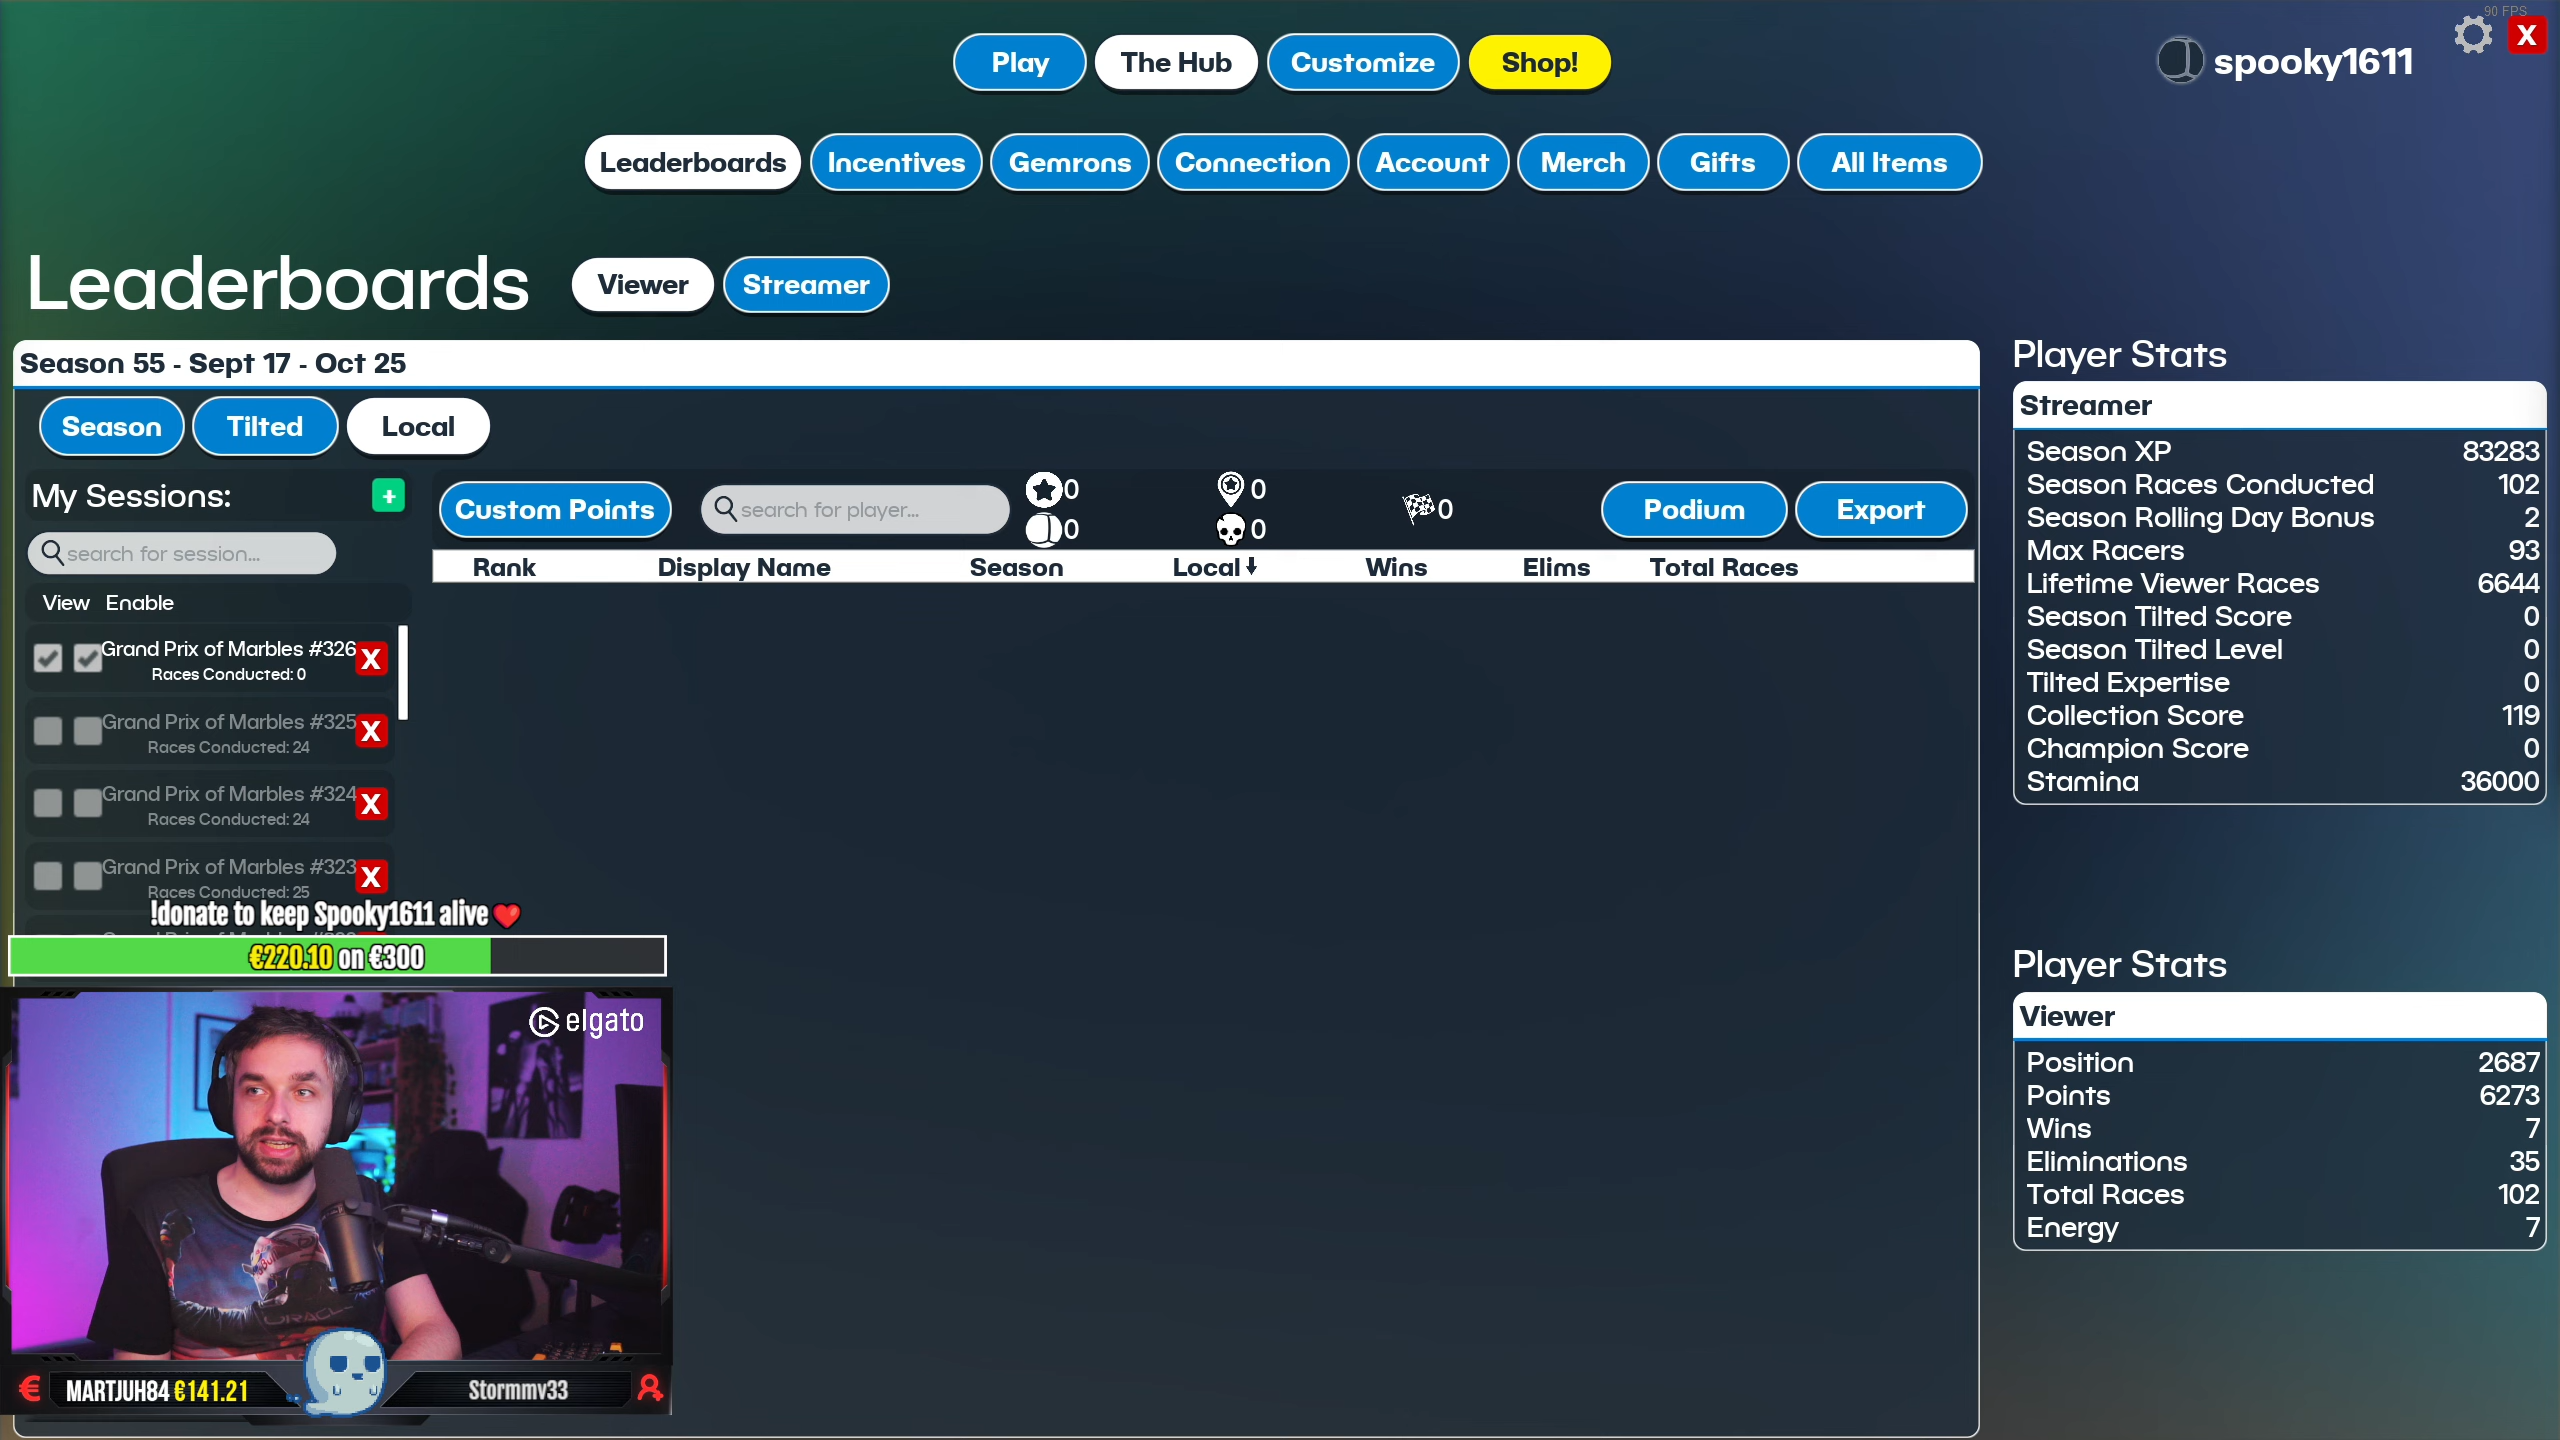 90 FPS
Play
The Hub
Customize
Shop!
X
spooky1611
Leaderboards
Incentives
Gemrons
Connection
Account
Merch
Gifts
All Items
Leaderboards
Viewer
Streamer
Season 55 - Sept 17 - Oct 25
Season
Tilted
Local
My Sessions:
+
search for session...
View Enable
Grand Prix of Marbles #326
Races Conducted: 0
X
Grand Prix of Marbles #325
Races Conducted: 24
X
Grand Prix of Marbles #324
Races Conducted: 24
X
Grand Prix of Marbles #323
Races Conducted: 25
X
Custom Points
search for player...
0
0
0
0
0
Podium
Export
Rank Display Name Season Local Wins Elims Total Races
!donate to keep Spooky1611 alive
€220.10 on €300
elgato
ORACLE
MARTJUH84 €141.21
Stormmv33
Player Stats
Streamer
Season XP 83283
Season Races Conducted 102
Season Rolling Day Bonus 2
Max Racers 93
Lifetime Viewer Races 6644
Season Tilted Score 0
Season Tilted Level 0
Tilted Expertise 0
Collection Score 119
Champion Score 0
Stamina 36000
Player Stats
Viewer
Position 2687
Points 6273
Wins 7
Eliminations 35
Total Races 102
Energy 7